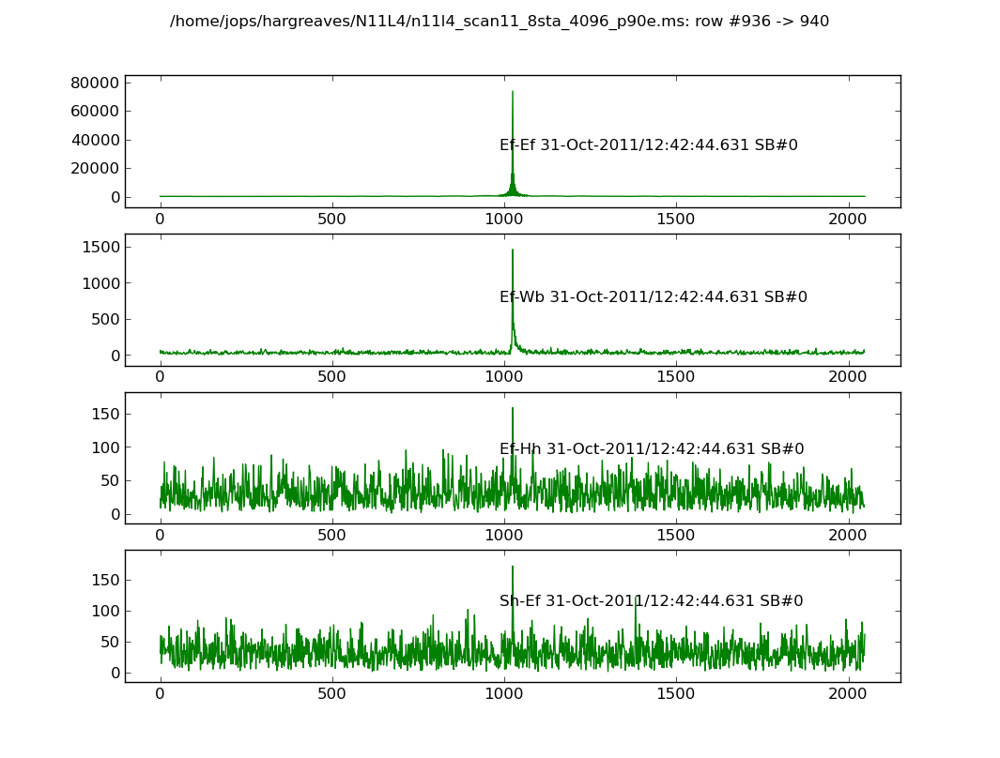 /home/jops/hargreaves/N11L4/n11l4_scan11_8sta_4096_p90e.ms: row #936 -> 940
80000
60000
40000
20000
0
Ef-Ef 31-Oct-2011/12:42:44.631 SB#0
0 500 1000 1500 2000
1500
1000
500
0
Ef-Wb 31-Oct-2011/12:42:44.631 SB#0
0 500 1000 1500 2000
150
100
50
0
Ef-Hh 31-Oct-2011/12:42:44.631 SB#0
0 500 1000 1500 2000
150
100
50
0
Sh-Ef 31-Oct-2011/12:42:44.631 SB#0
0 500 1000 1500 2000